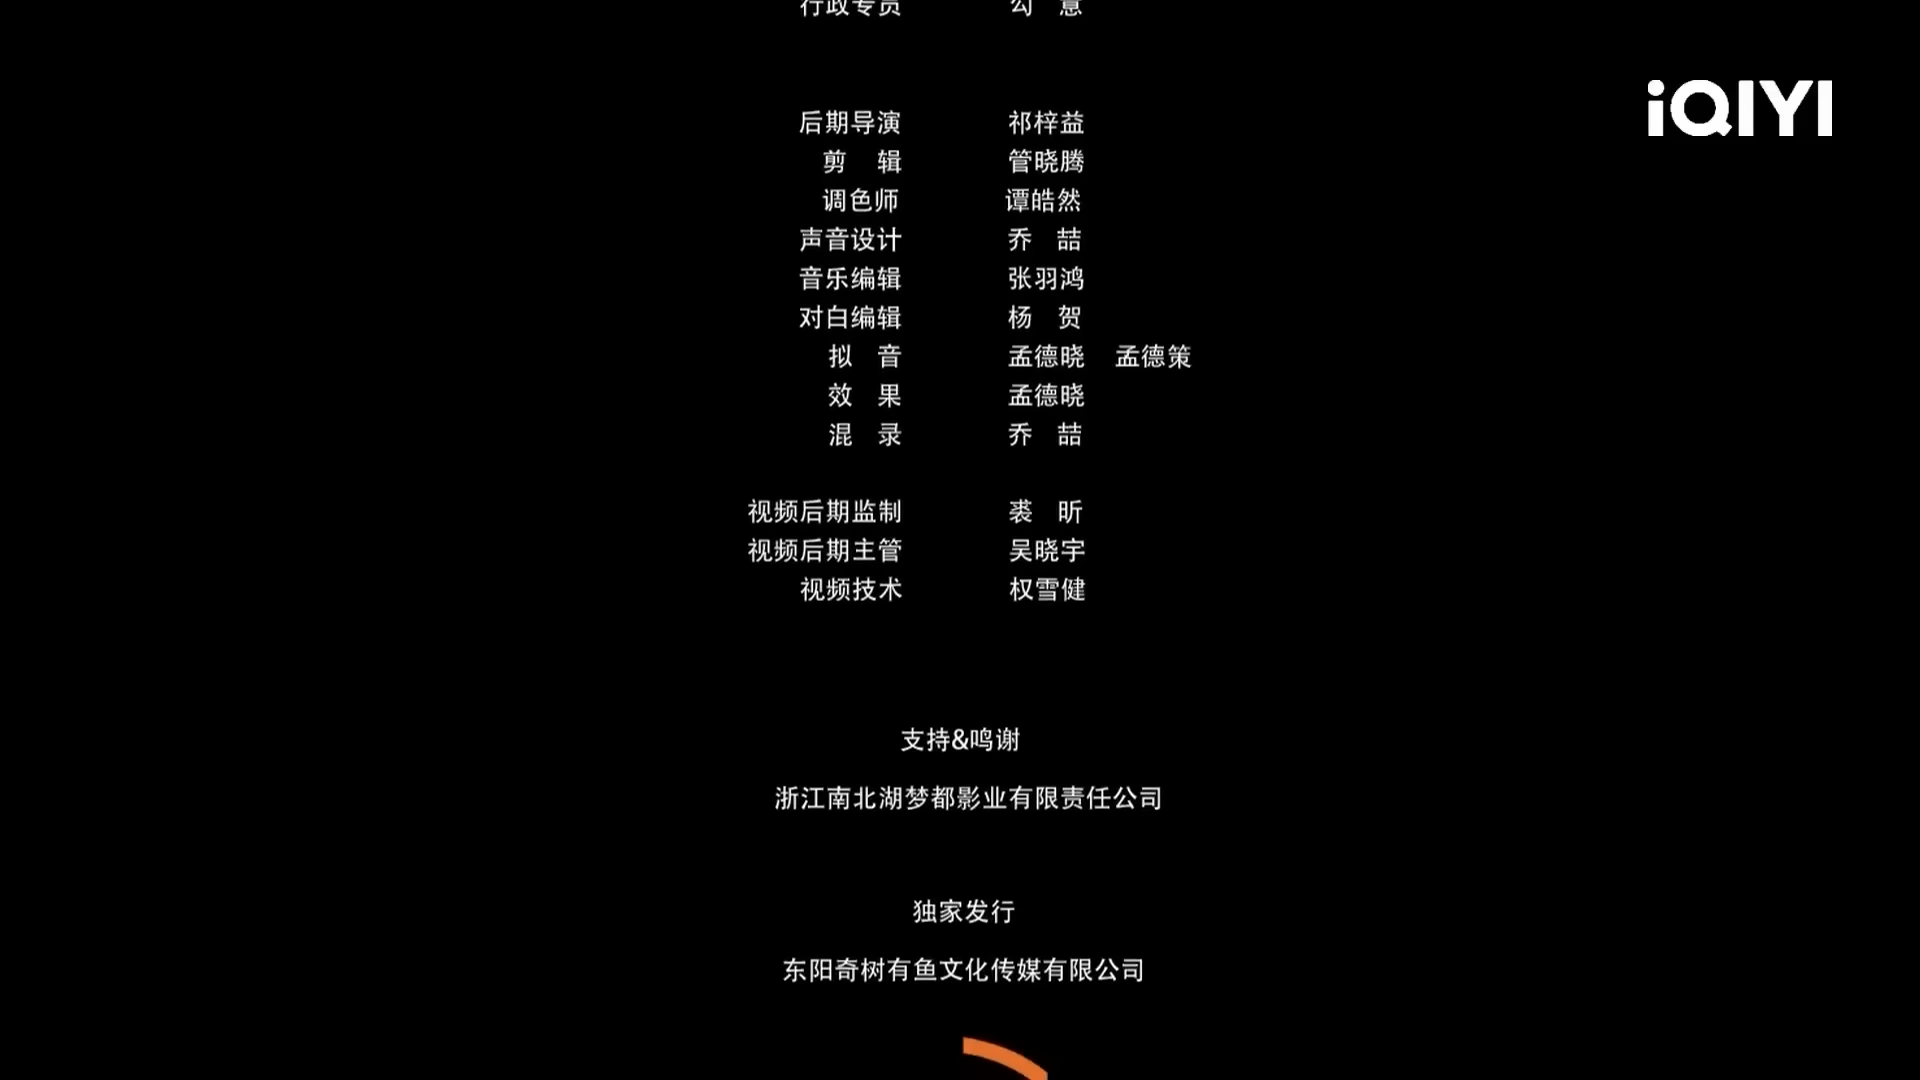 行政专员 勾 意
iQIYI
后期导演 祁梓益
剪 辑 管晓腾
调色师 谭皓然
声音设计 乔 喆
音乐编辑 张羽鸿
对白编辑 杨 贺
拟 音 孟德晓 孟德策
效 果 孟德晓
混 录 乔 喆
视频后期监制 裘 昕
视频后期主管 吴晓宇
视频技术 权雪健
支持&鸣谢
浙江南北湖梦都影业有限责任公司
独家发行
东阳奇树有鱼文化传媒有限公司